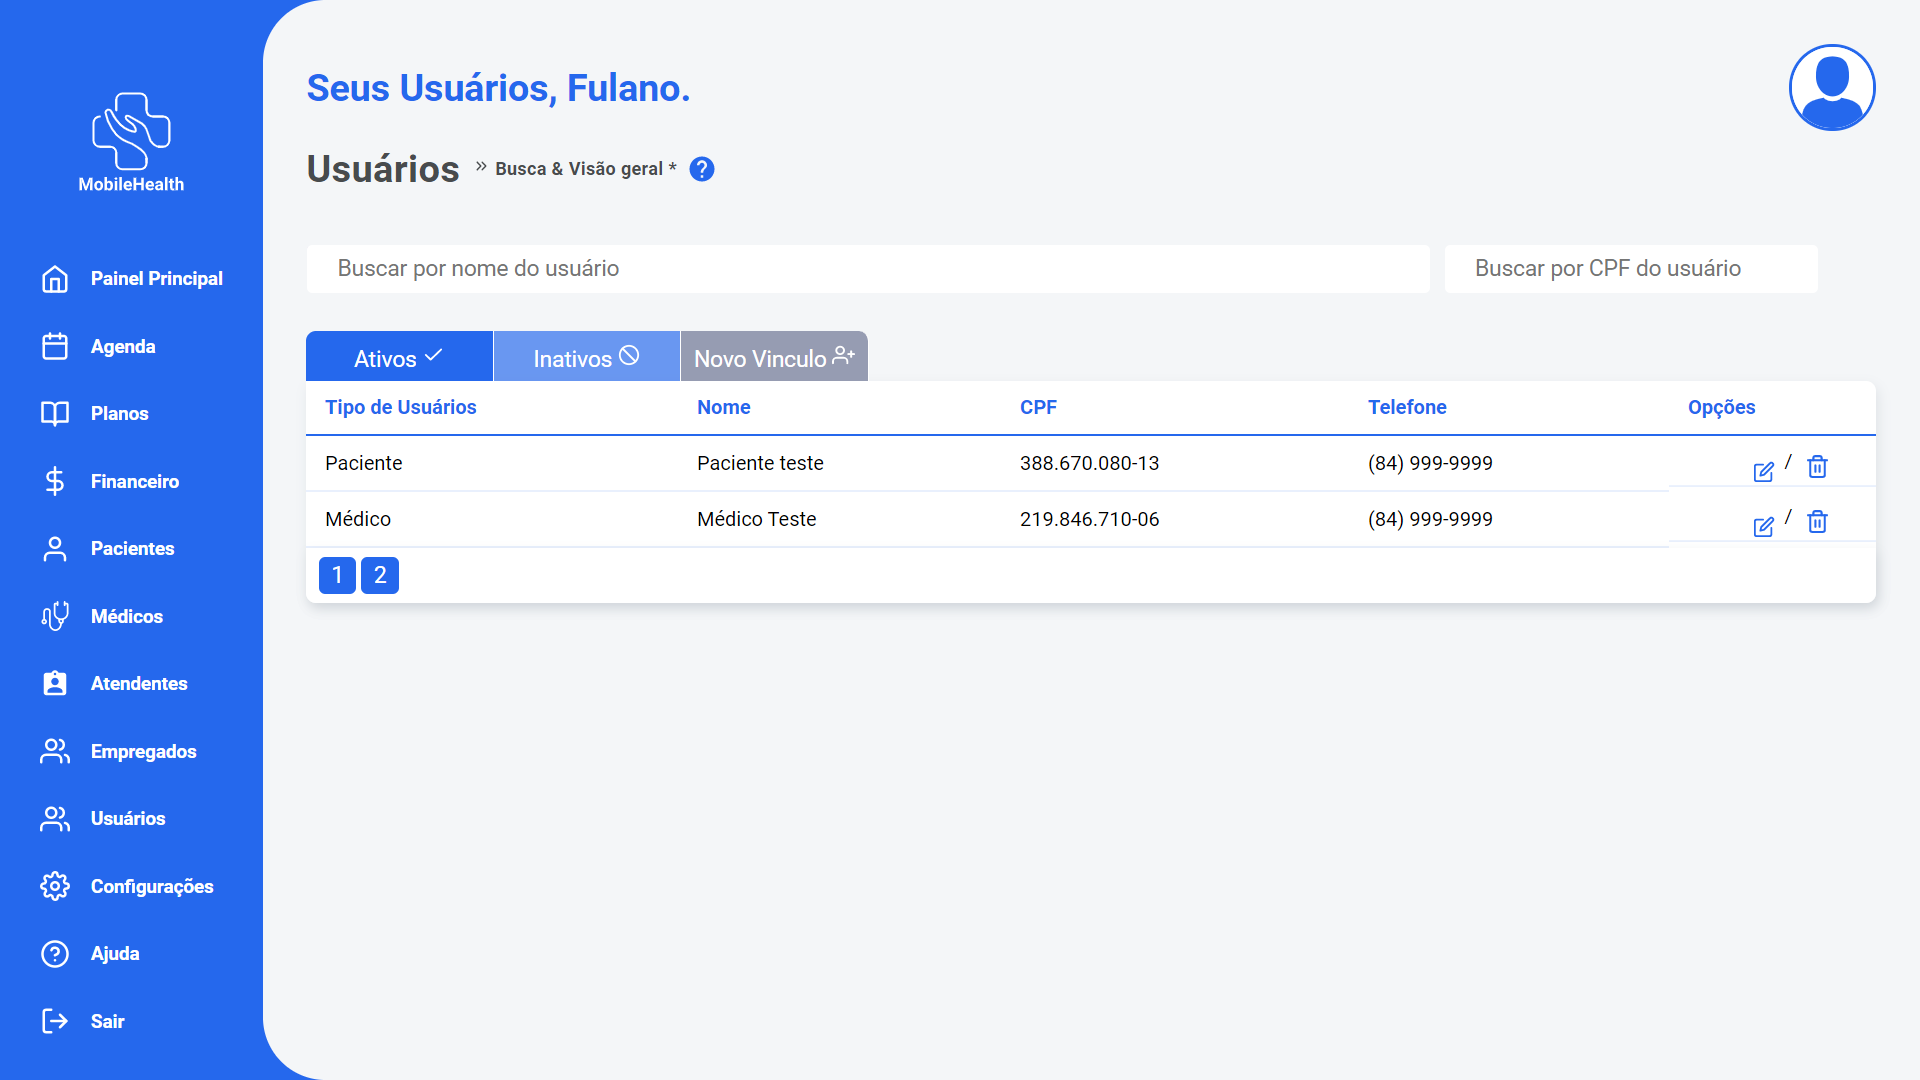 MobileHealth
Painel Principal
Agenda
Planos
Financeiro
Pacientes
Médicos
Atendentes
Empregados
Usuários
Configurações
Ajuda
Sair
Seus Usuários, Fulano.
Usuários » Busca & Visão geral * ?
Buscar por nome do usuário Buscar por CPF do usuário
Ativos Inativos Novo Vinculo
Tipo de Usuários Nome CPF Telefone Opções
Paciente Paciente teste 388.670.080-13 (84) 999-9999 /
Médico Médico Teste 219.846.710-06 (84) 999-9999 /
1 2